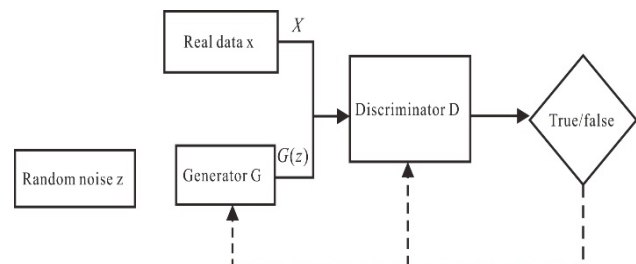 Real data x
X
Discriminator D
True/false
G(z)
Random noise z
Generator G